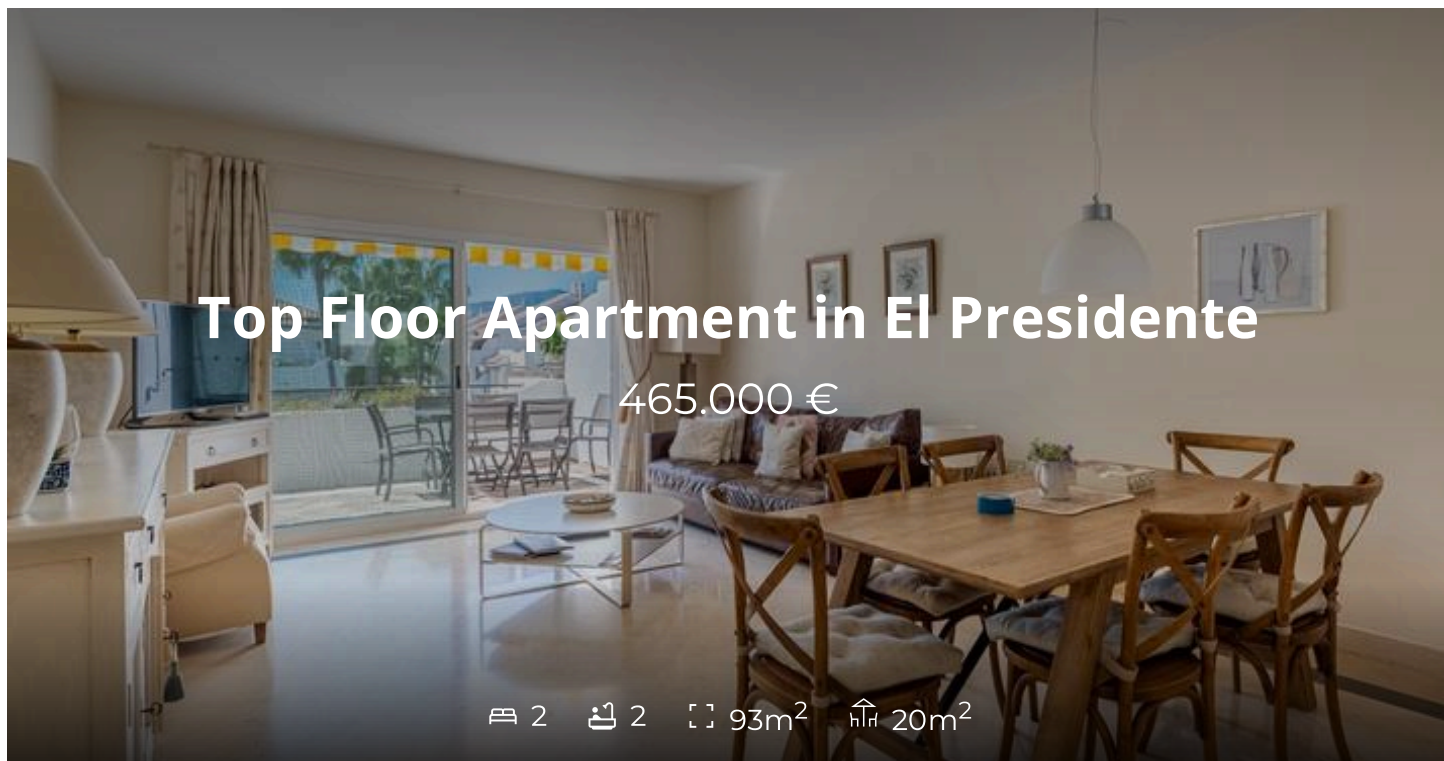 Top Floor Apartment in El Presidente
465.000 €
2 2 93m² 20m²